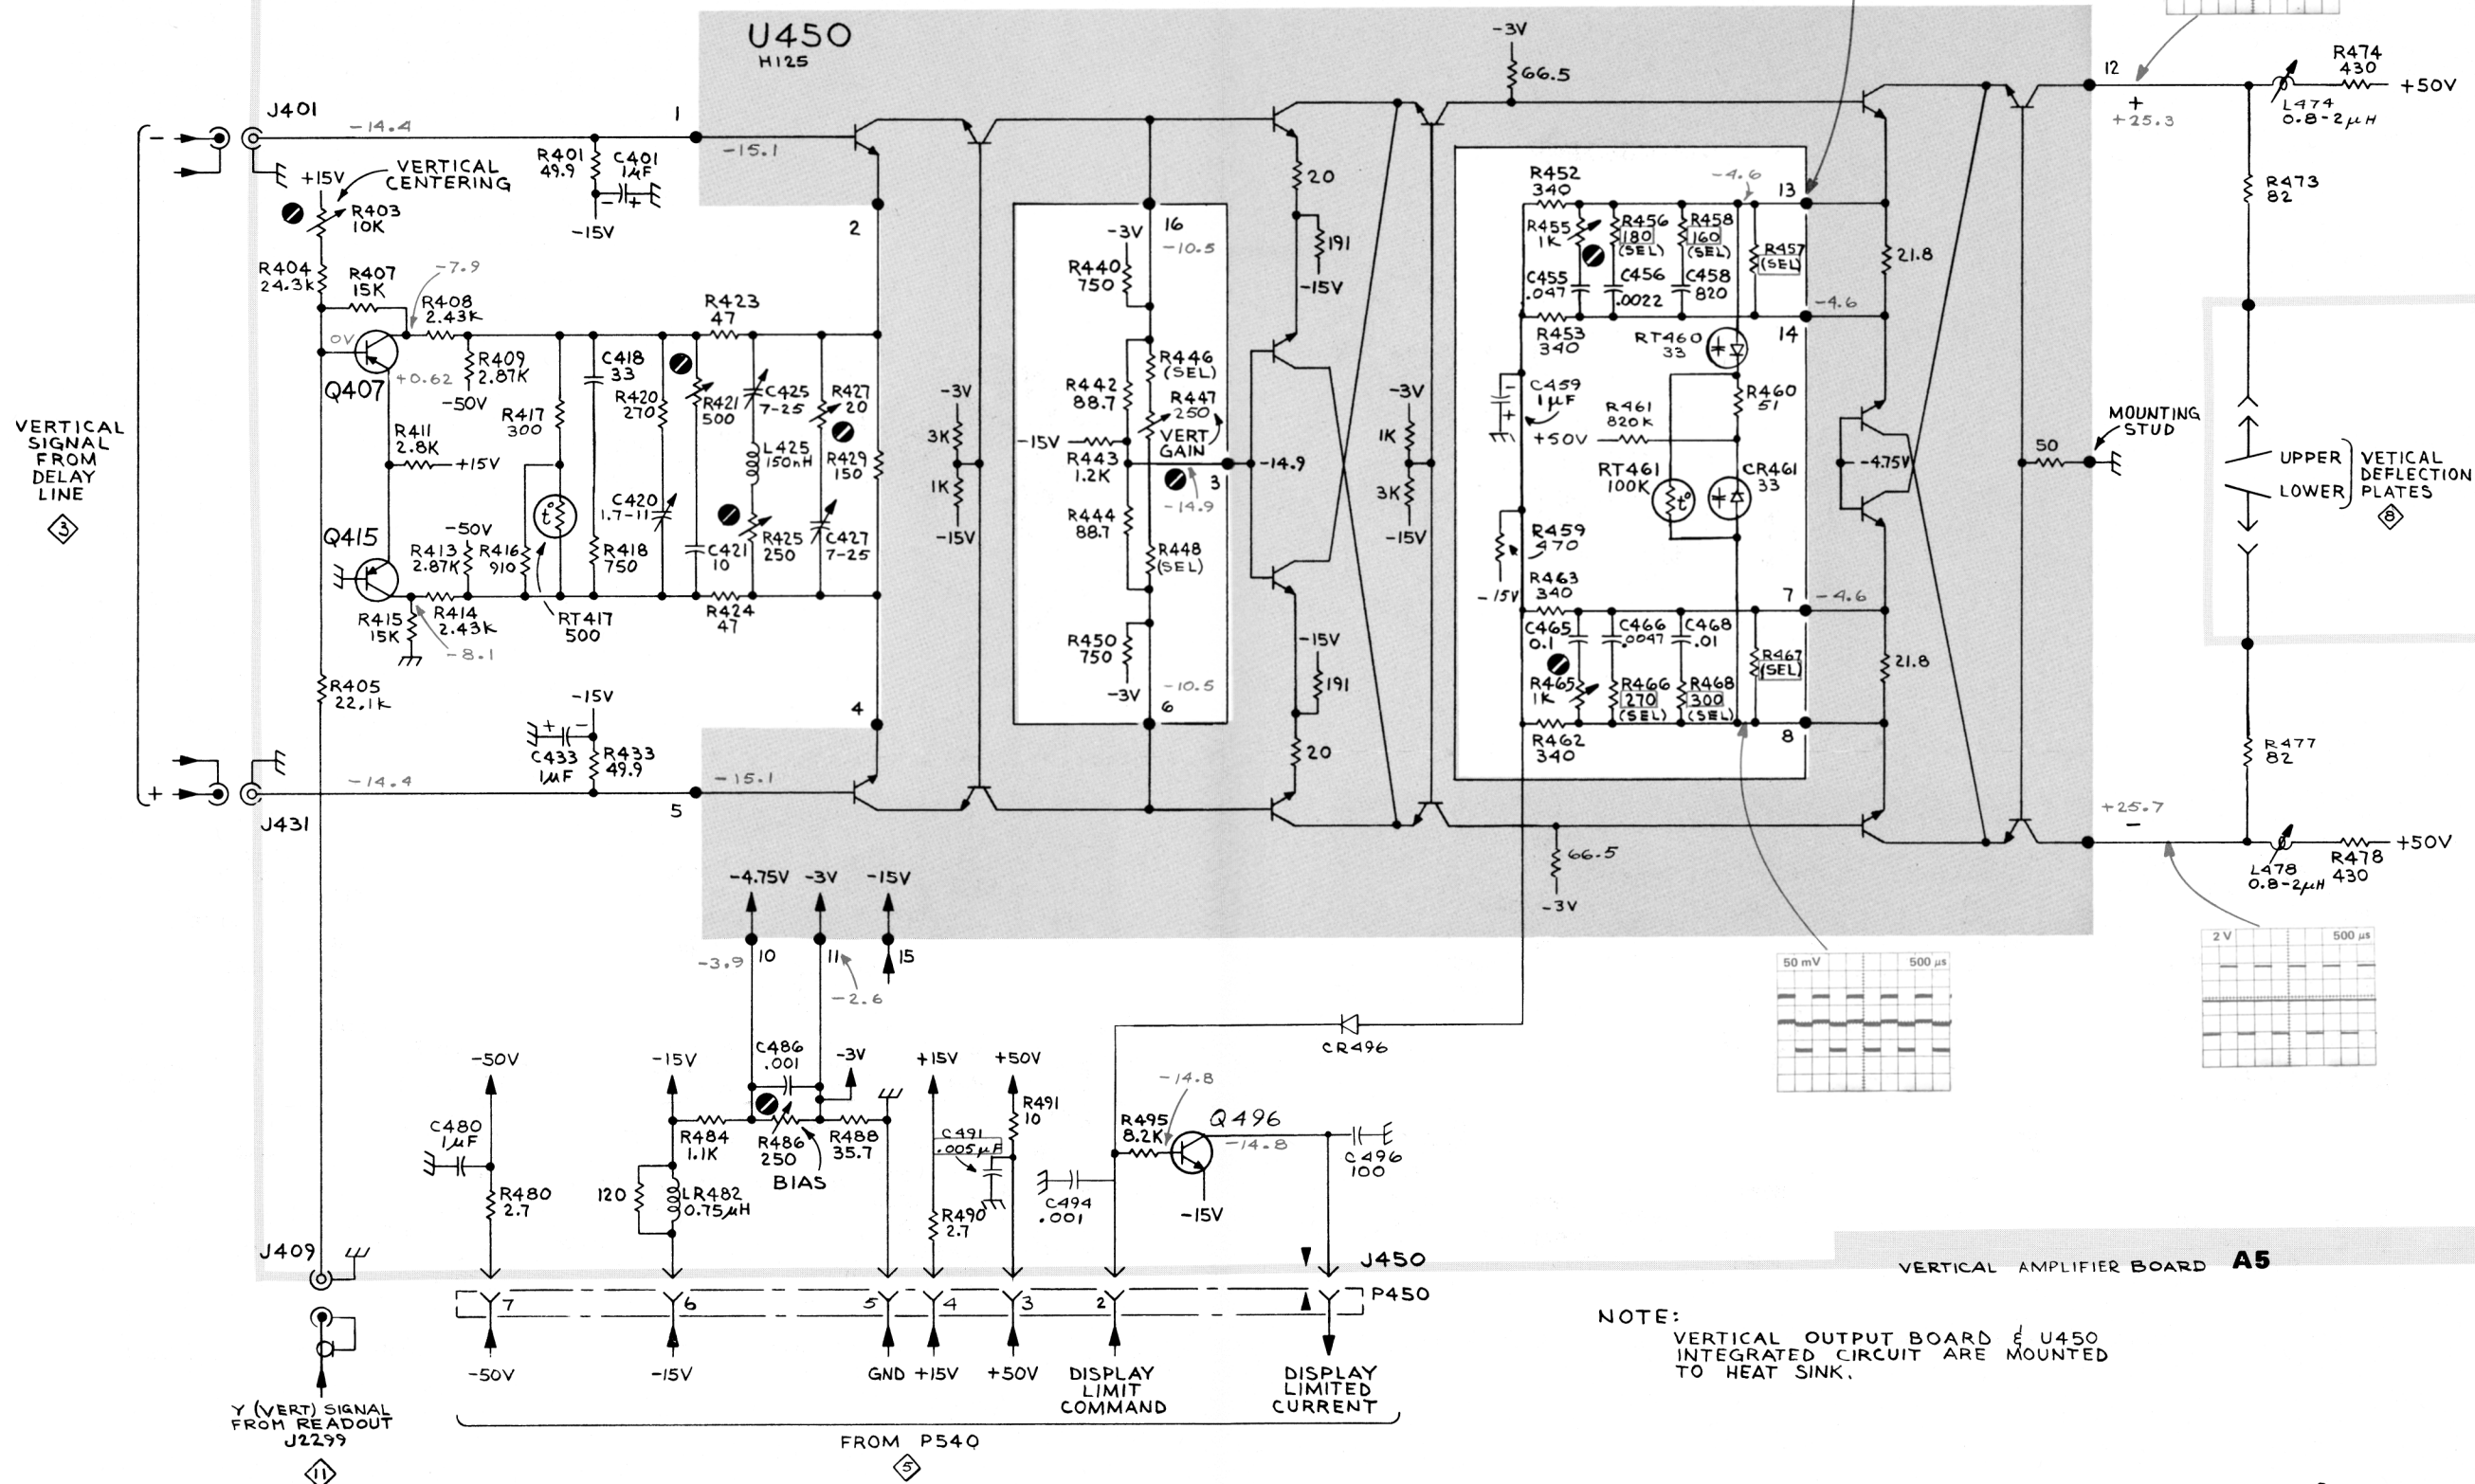 U450
H125
-3V
66.5
12
R474
430
+50V
L474
0.8-2µH
+
+25.3
J401
-14.4
1
-15.1
-
R401
49.9
C401
1µF
- +
-15V
+15V
VERTICAL
CENTERING
R403
10K
2
R404
24.3K
R407
15K
-7.9
R408
2.43K
R423
47
0V
Q407
+0.62
R409
2.87K
-50V
C418
33
R417
300
R420
270
R421
500
C425
7-25
R427
20
R411
2.8K
+15V
L425
150nH
R429
150
VERTICAL
SIGNAL
FROM
DELAY
LINE
3
Q415
-50V
R413
2.87K
R416
910
t°
C420
1.7-11
R418
750
C421
10
R425
250
C427
7-25
R415
15K
R414
2.43K
-8.1
RT417
500
R424
47
R405
22.1K
-15V
+ -
C433
1µF
R433
49.9
4
+
-14.4
-15.1
J431
5
-3V
3K
1K
-15V
16
-3V
-10.5
R440
750
R446
(SEL)
R442
88.7
R447
250
VERT
GAIN
-15V
R443
1.2K
3
-14.9
R444
88.7
R448
(SEL)
R450
750
-3V
-10.5
6
20
191
-15V
-14.9
-15V
191
20
-3V
1K
3K
-15V
R452
340
-4.6
13
R455
1K
R456
180
(SEL)
R458
160
(SEL)
R457
(SEL)
C455
.047
C456
.0022
C458
820
-4.6
R453
340
14
RT460
33
C459
1µF
-
+
R461
820K
+50V
R460
51
RT461
100K
t°
CR461
33
R459
470
-15V
R463
340
7
-4.6
C465
0.1
C466
.0047
C468
.01
R467
(SEL)
R465
1K
R466
270
(SEL)
R468
300
(SEL)
R462
340
8
21.8
-4.75V
21.8
50
MOUNTING
STUD
R473
82
UPPER
LOWER
VETICAL
DEFLECTION
PLATES
8
R477
82
+25.7
-
+50V
L478
0.8-2µH
R478
430
66.5
-3V
-4.75V
-3V
-15V
-3.9
10
11
15
-2.6
50 mV
500 µs
2 V
500 µs
CR496
-50V
-15V
C486
.001
-3V
+15V
+50V
C480
1µF
R484
1.1K
R486
250
R488
35.7
BIAS
C491
.005µF
R491
10
R495
8.2K
-14.8
Q496
-14.8
C496
100
-15V
R480
2.7
120
LR482
0.75µH
R490
2.7
C494
.001
J409
J450
VERTICAL AMPLIFIER BOARD A5
7
6
5
4
3
2
P450
-50V
-15V
GND
+15V
+50V
DISPLAY
LIMIT
COMMAND
DISPLAY
LIMITED
CURRENT
NOTE:
VERTICAL OUTPUT BOARD & U450
INTEGRATED CIRCUIT ARE MOUNTED
TO HEAT SINK.
Y (VERT) SIGNAL
FROM READOUT
J2299
11
FROM P540
5